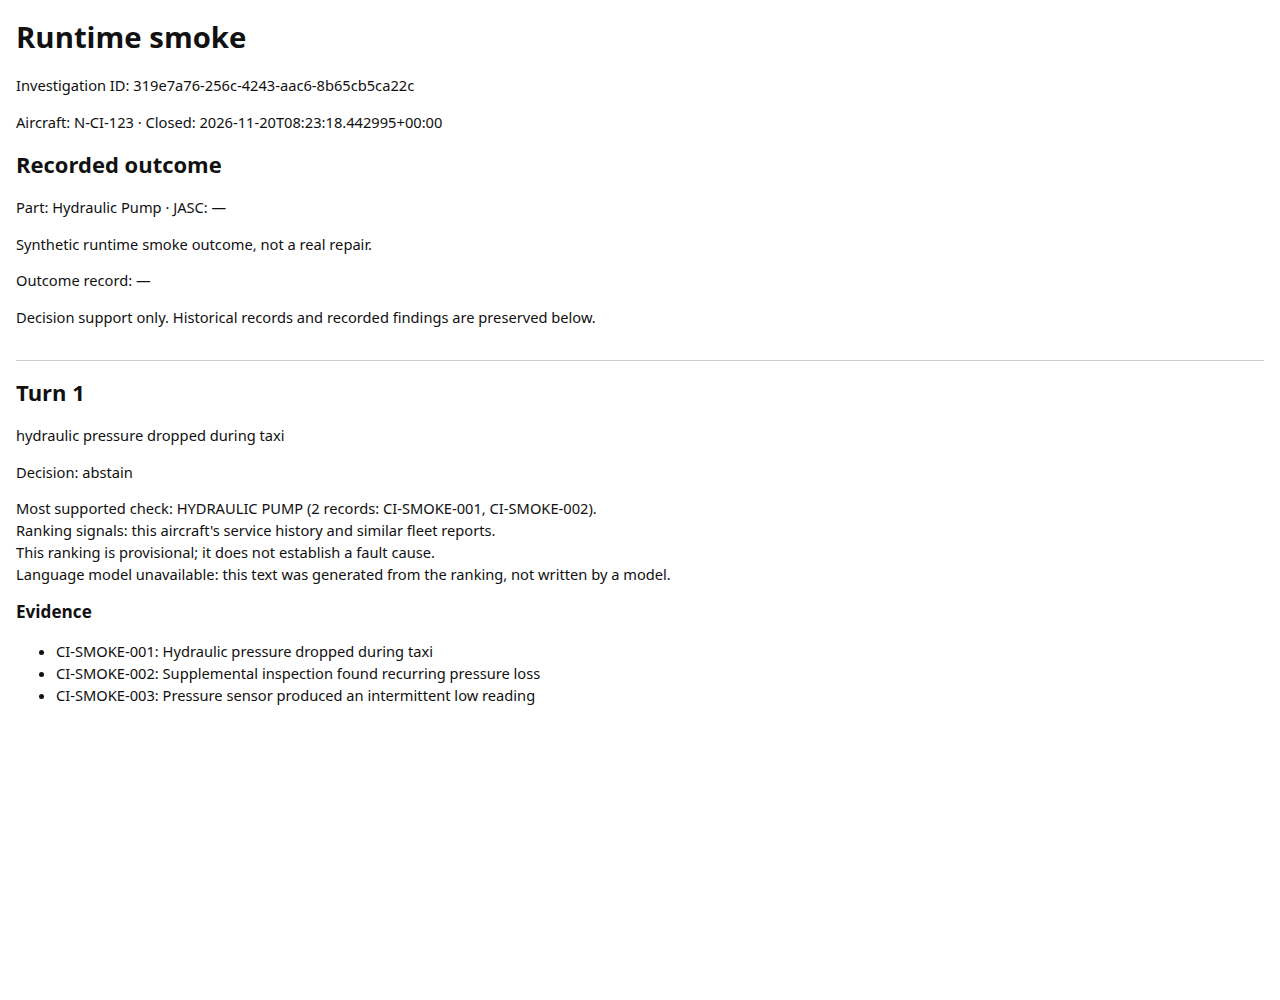 Runtime smoke
Investigation ID: 319e7a76-256c-4243-aac6-8b65cb5ca22c
Aircraft: N-CI-123 · Closed: 2026-11-20T08:23:18.442995+00:00
Recorded outcome
Part: Hydraulic Pump · JASC: —
Synthetic runtime smoke outcome, not a real repair.
Outcome record: —
Decision support only. Historical records and recorded findings are preserved below.
Turn 1
hydraulic pressure dropped during taxi
Decision: abstain
Most supported check: HYDRAULIC PUMP (2 records: CI-SMOKE-001, CI-SMOKE-002).
Ranking signals: this aircraft's service history and similar fleet reports.
This ranking is provisional; it does not establish a fault cause.
Language model unavailable: this text was generated from the ranking, not written by a model.
Evidence
• CI-SMOKE-001: Hydraulic pressure dropped during taxi
• CI-SMOKE-002: Supplemental inspection found recurring pressure loss
• CI-SMOKE-003: Pressure sensor produced an intermittent low reading